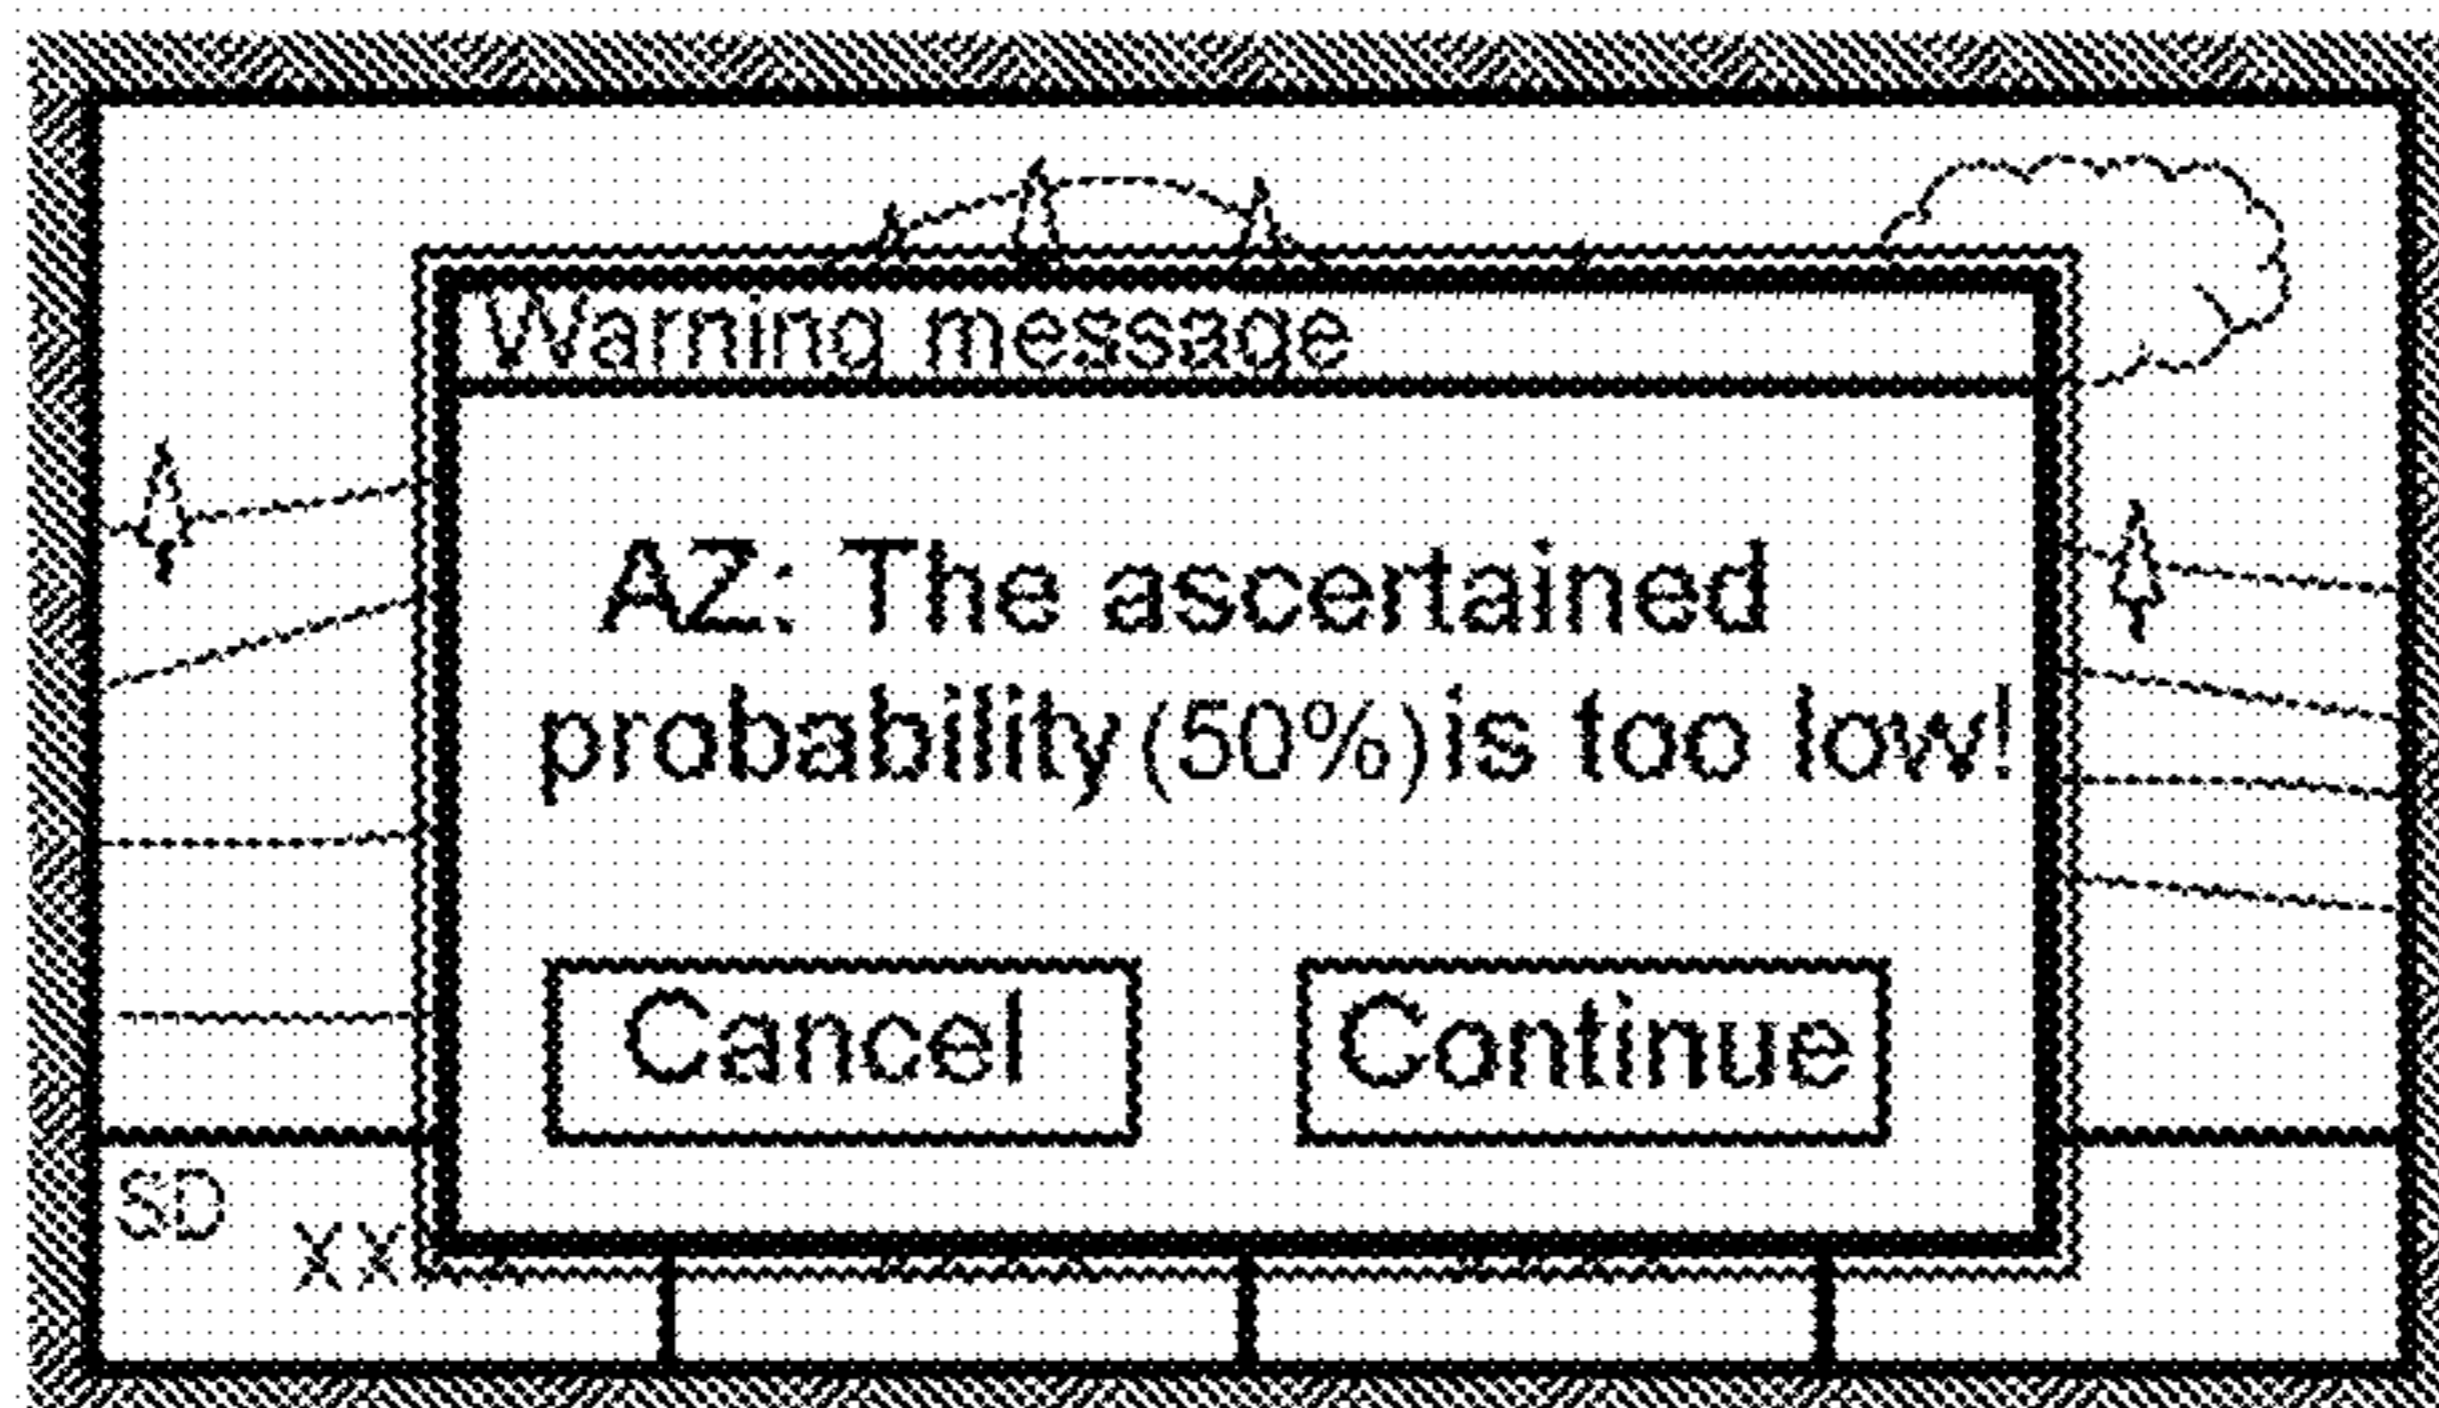 Warning message
AZ: The ascertained
probability (50%) is too low!
Cancel Continue
SD
XX